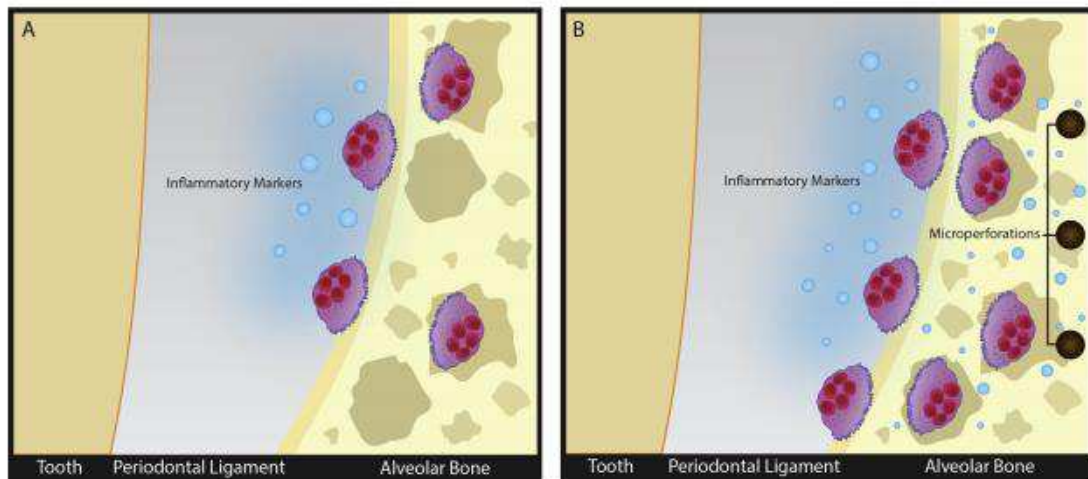 A
Inflammatory Markers
Tooth Periodontal Ligament Alveolar Bone
B
Inflammatory Markers
Microperforations
Tooth Periodontal Ligament Alveolar Bone